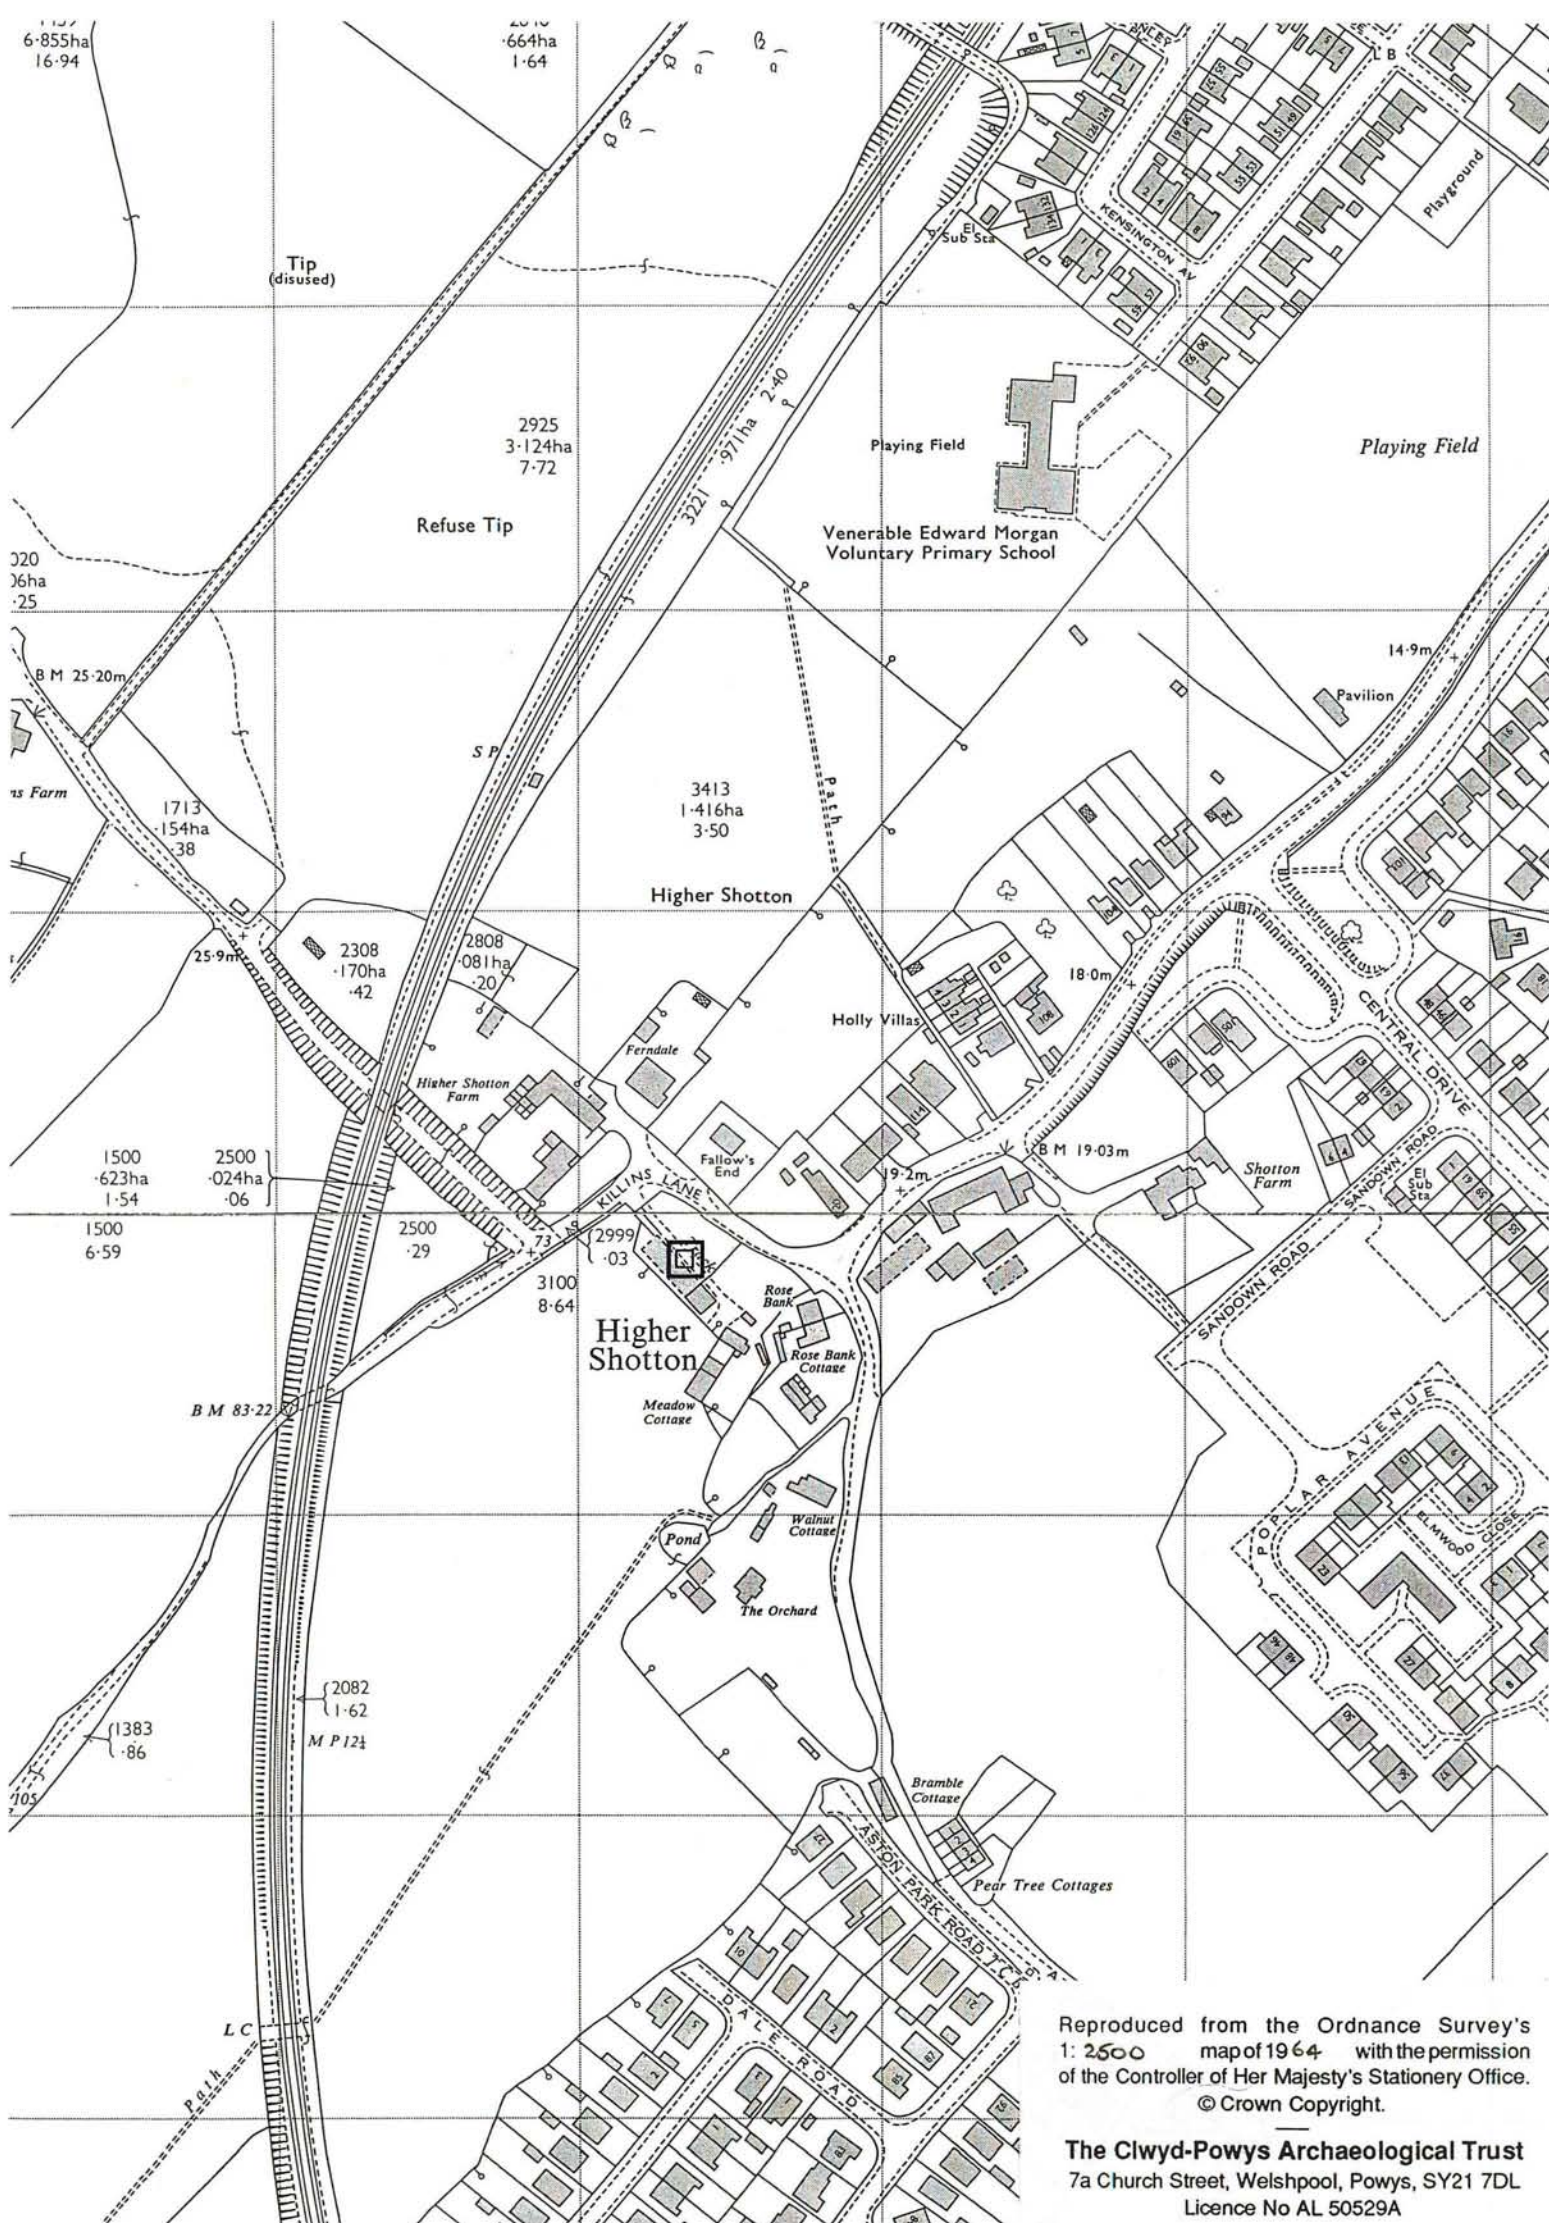 6·855ha
16·94
·664ha
1·64
Tip
(disused)
El
Sub Sta
KENSINGTON AV
L B
Playground
2925
3·124ha
7·72
Refuse Tip
3221
·971ha
2·40
Playing Field
Playing Field
Venerable Edward Morgan
Voluntary Primary School
·25
B M 25·20m
14·9m
Pavilion
S P
ns Farm
1713
·154ha
·38
3413
1·416ha
3·50
Path
Higher Shotton
25·9m
2308
·170ha
·42
2808
·081ha
·20
Holly Villas
18·0m
Ferndale
Higher Shotton
Farm
CENTRAL DRIVE
1500
·623ha
1·54
2500
·024ha
·06
Fallow's
End
KILLINS LANE
19·2m
B M 19·03m
Shotton
Farm
SANDOWN ROAD
El
Sub
Sta
1500
6·59
2500
·29
73
2999
·03
3100
8·64
Higher
Shotton
Rose
Bank
Rose Bank
Cottage
SANDOWN ROAD
Meadow
Cottage
B M 83·22
POPLAR AVENUE
ELMWOOD CLOSE
Walnut
Cottage
Pond
The Orchard
2082
1·62
M P 12¼
1383
·86
105
Bramble
Cottage
ASTON PARK ROAD
Pear Tree Cottages
DALE ROAD
L C
Path
Reproduced from the Ordnance Survey's
1: 2500 map of 1964 with the permission
of the Controller of Her Majesty's Stationery Office.
© Crown Copyright.
The Clwyd-Powys Archaeological Trust
7a Church Street, Welshpool, Powys, SY21 7DL
Licence No AL 50529A